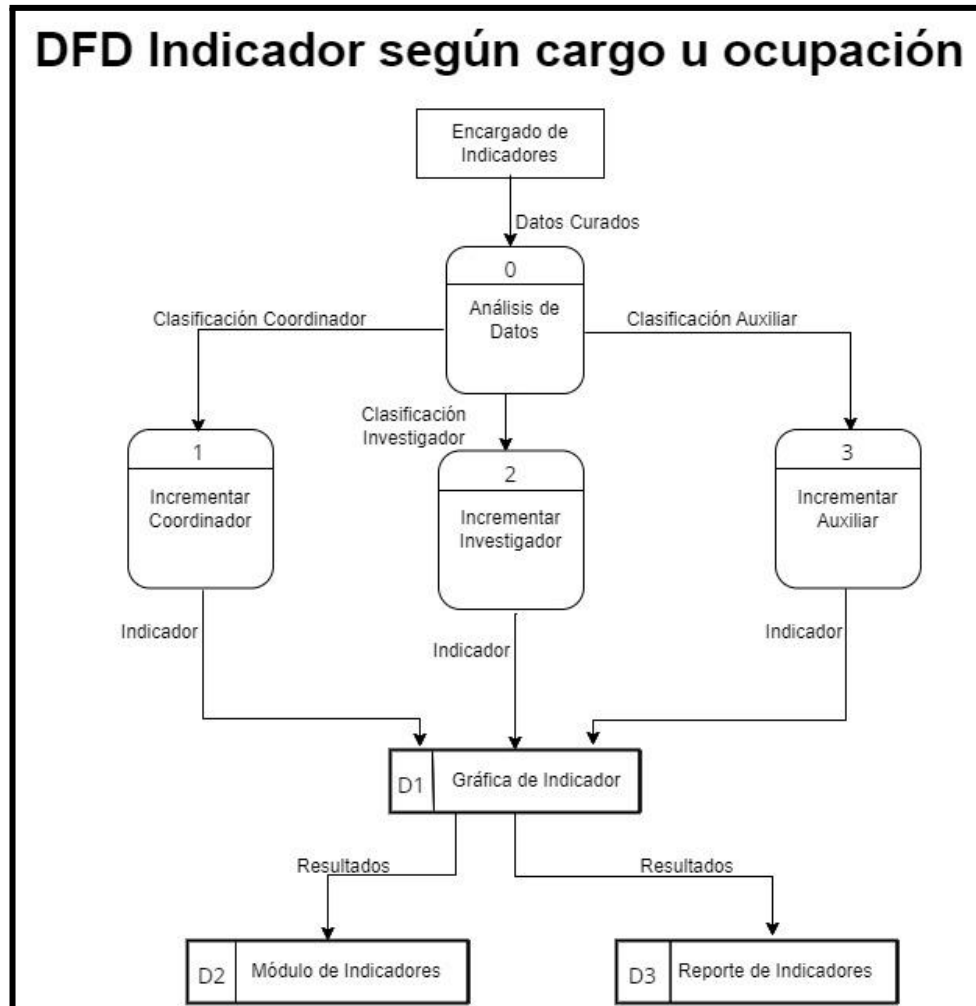 DFD Indicador según cargo u ocupación
Encargado de
Indicadores
Datos Curados
0
Análisis de
Datos
Clasificación Coordinador
Clasificación Auxiliar
Clasificación
Investigador
1
Incrementar
Coordinador
2
Incrementar
Investigador
3
Incrementar
Auxiliar
Indicador
Indicador
Indicador
D1
Gráfica de Indicador
Resultados
Resultados
D2
Módulo de Indicadores
D3
Reporte de Indicadores